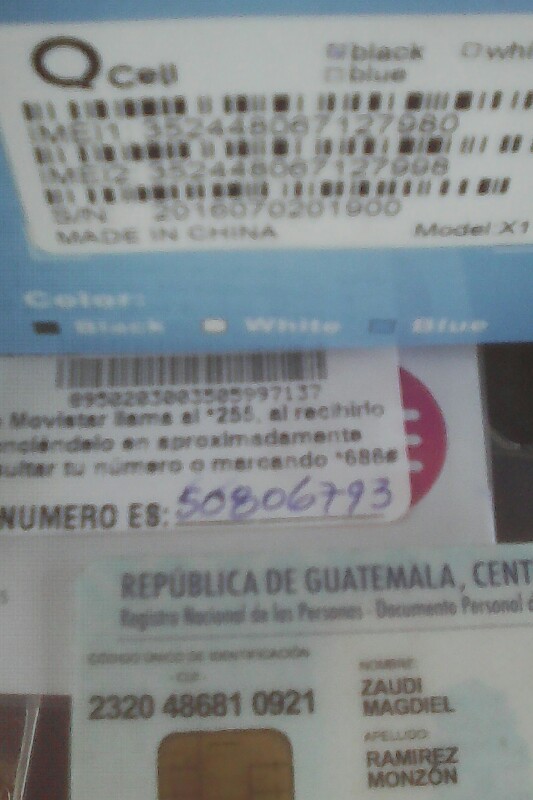 Q Cell
black
whi
blue
IMEI1 352448067127980
IMEI2 352448067127998
S/N 2016070201900
MADE IN CHINA
Model:X1
Color:
Black White Blue
8950203003505997137
Movistar llama al *255, al recibirlo
nciéndelo en aproximadamente
ultar tu número o marcando *686#
NUMERO ES: 50806793
REPÚBLICA DE GUATEMALA, CENT
Registro Nacional de las Personas - Documento Personal d
CÓDIGO ÚNICO DE IDENTIFICACIÓN
CUI
2320 48681 0921
NOMBRE
ZAUDI
MAGDIEL
APELLIDO
RAMIREZ
MONZÓN